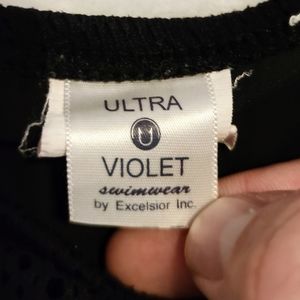 ULTRA
VIOLET
swimwear
by Excelsior Inc.